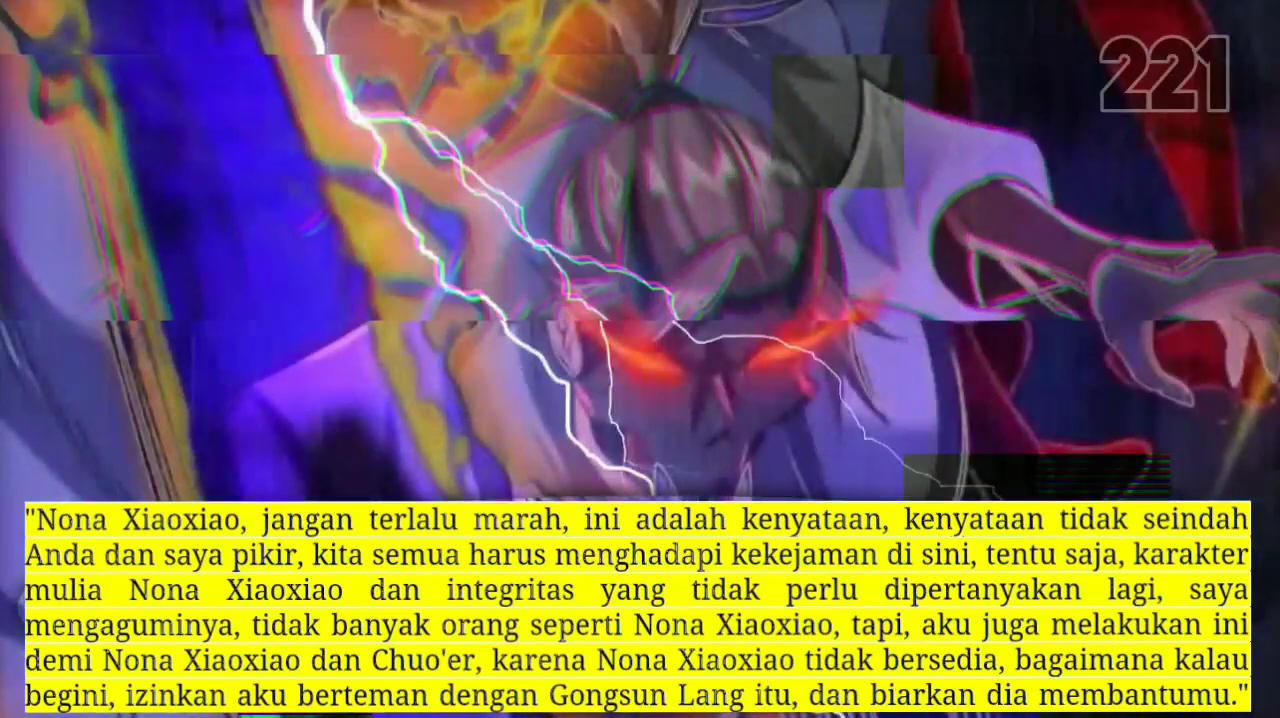 221
"Nona Xiaoxiao, jangan terlalu marah, ini adalah kenyataan, kenyataan tidak seindah
Anda dan saya pikir, kita semua harus menghadapi kekejaman di sini, tentu saja, karakter
mulia Nona Xiaoxiao dan integritas yang tidak perlu dipertanyakan lagi, saya
mengaguminya, tidak banyak orang seperti Nona Xiaoxiao, tapi, aku juga melakukan ini
demi Nona Xiaoxiao dan Chuo'er, karena Nona Xiaoxiao tidak bersedia, bagaimana kalau
begini, izinkan aku berteman dengan Gongsun Lang itu, dan biarkan dia membantumu."